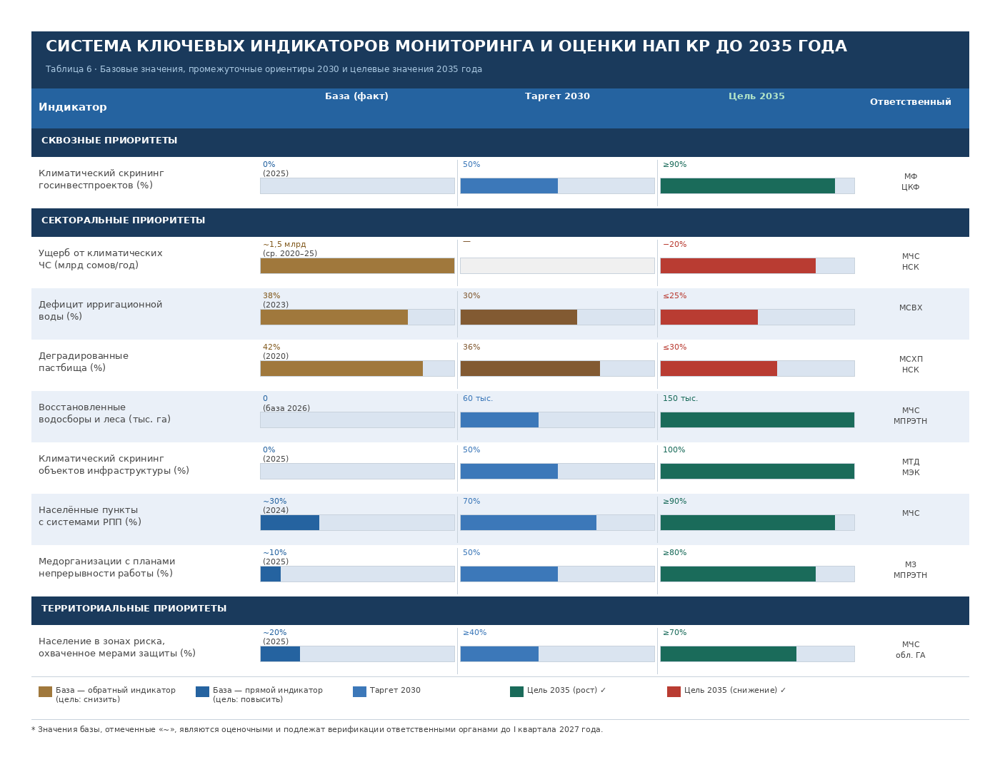 СИСТЕМА КЛЮЧЕВЫХ ИНДИКАТОРОВ МОНИТОРИНГА И ОЦЕНКИ НАП КР ДО 2035 ГОДА
Таблица 6 · Базовые значения, промежуточные ориентиры 2030 и целевые значения 2035 года
Индикатор
База (факт)
Таргет 2030
Цель 2035
Ответственный
СКВОЗНЫЕ ПРИОРИТЕТЫ
Климатический скрининг
госинвестпроектов (%)
0%
(2025)
50%
≥90%
МФ
ЦКФ
СЕКТОРАЛЬНЫЕ ПРИОРИТЕТЫ
Ущерб от климатических
ЧС (млрд сомов/год)
~1,5 млрд
(ср. 2020–25)
—
−20%
МЧС
НСК
Дефицит ирригационной
воды (%)
38%
(2023)
30%
≤25%
МСВХ
Деградированные
пастбища (%)
42%
(2020)
36%
≤30%
МСХП
НСК
Восстановленные
водосборы и леса (тыс. га)
0
(база 2026)
60 тыс.
150 тыс.
МЧС
МПРЭТН
Климатический скрининг
объектов инфраструктуры (%)
0%
(2025)
50%
100%
МТД
МЭК
Населённые пункты
с системами РПП (%)
~30%
(2024)
70%
≥90%
МЧС
Медорганизации с планами
непрерывности работы (%)
~10%
(2025)
50%
≥80%
МЗ
МПРЭТН
ТЕРРИТОРИАЛЬНЫЕ ПРИОРИТЕТЫ
Население в зонах риска,
охваченное мерами защиты (%)
~20%
(2025)
≥40%
≥70%
МЧС
обл. ГА
База — обратный индикатор
(цель: снизить)
База — прямой индикатор
(цель: повысить)
Таргет 2030
Цель 2035 (рост) ✓
Цель 2035 (снижение) ✓
* Значения базы, отмеченные «~», являются оценочными и подлежат верификации ответственными органами до I квартала 2027 года.